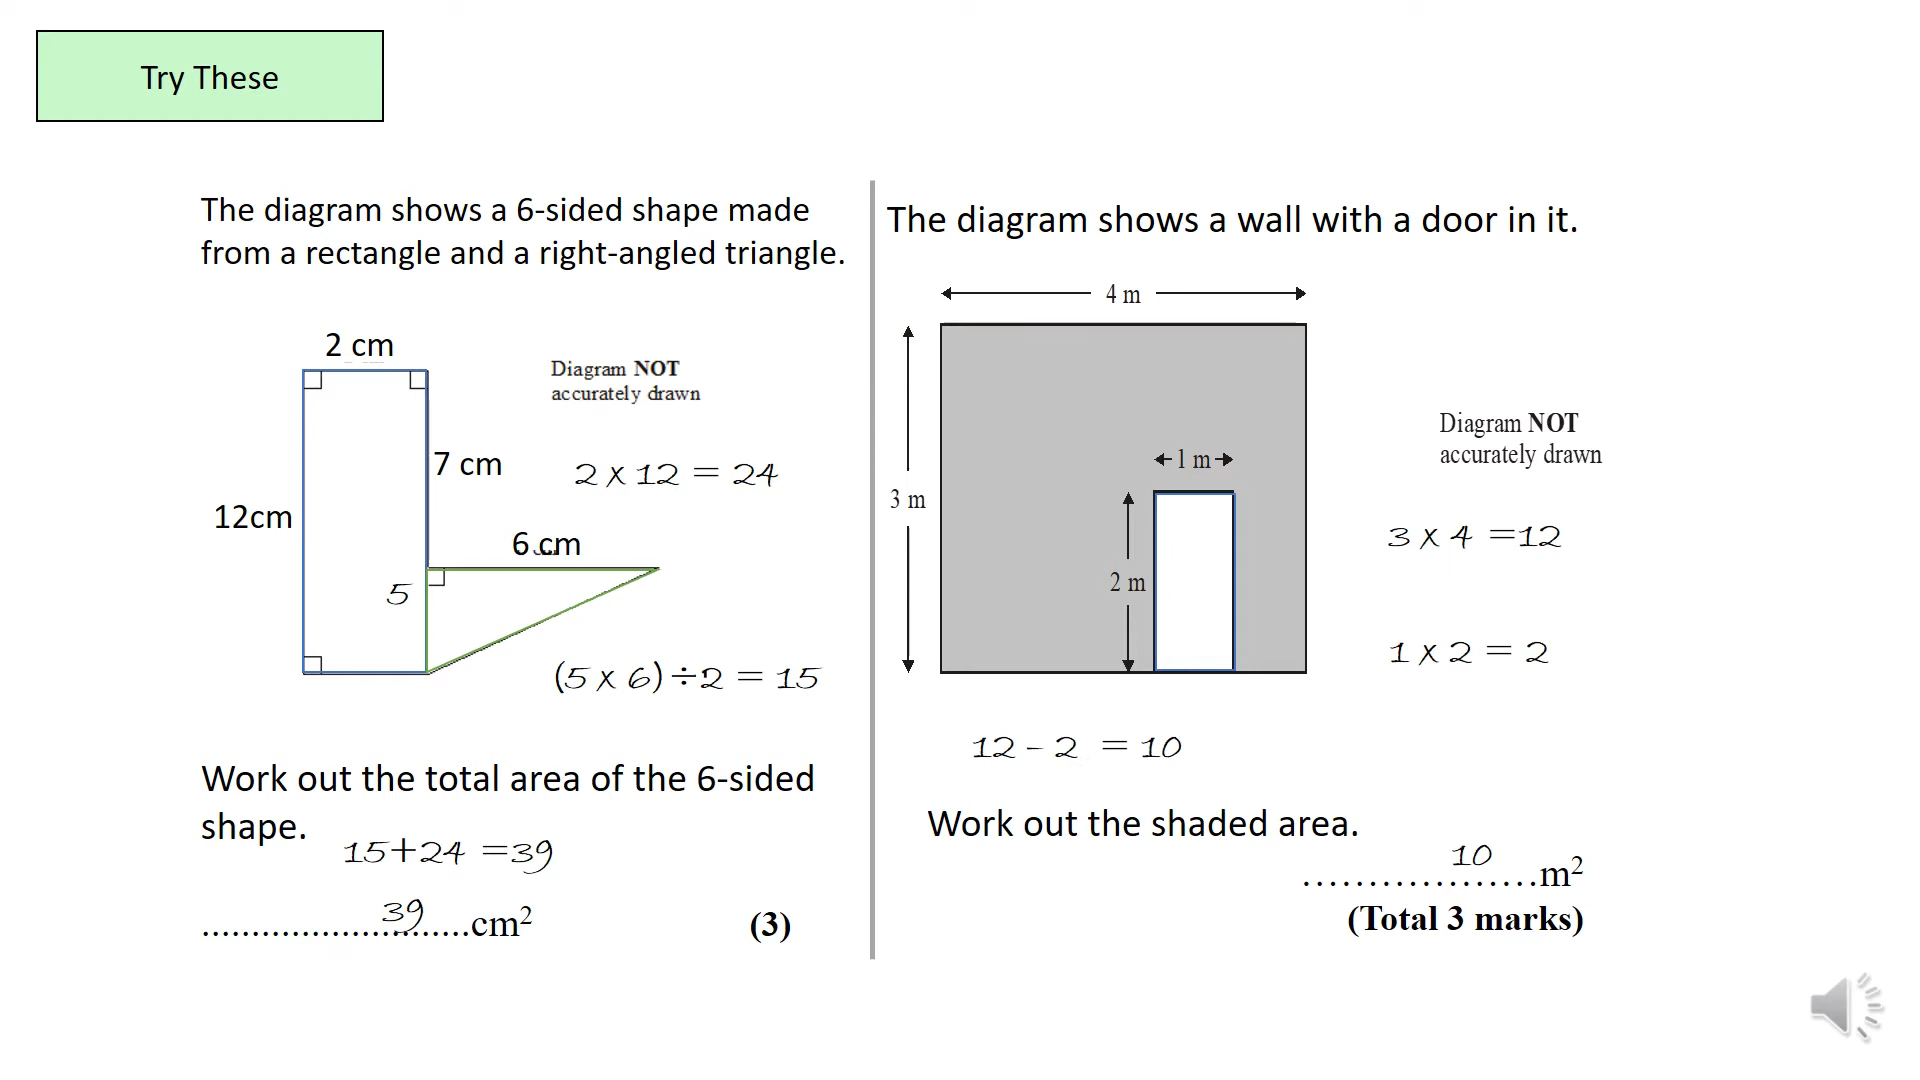 Try These
The diagram shows a 6-sided shape made
from a rectangle and a right-angled triangle.
2 cm
Diagram NOT
accurately drawn
7 cm
2 x 12 = 24
12cm
6 cm
5
(5 x 6) ÷2 = 15
Work out the total area of the 6-sided
shape.
15+24 =39
39
..........................cm²
(3)
The diagram shows a wall with a door in it.
4 m
Diagram NOT
accurately drawn
1 m
3 m
3 x 4 =12
2 m
1 x 2 = 2
12 - 2 = 10
Work out the shaded area.
10
..................m²
(Total 3 marks)